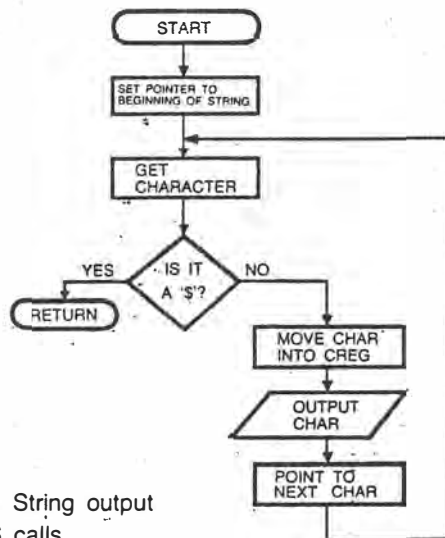 START
SET POINTER TO
BEGINNING OF STRING
GET
CHARACTER
YES
IS IT
A '$'?
NO
RETURN
MOVE CHAR
INTO CREG
OUTPUT
CHAR
POINT TO
NEXT CHAR
String output
calls